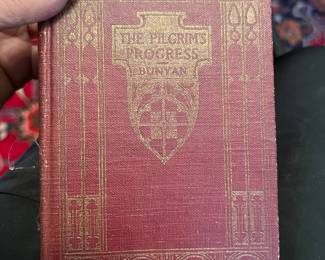 THE PILGRIM'S
PROGRESS
BUNYAN